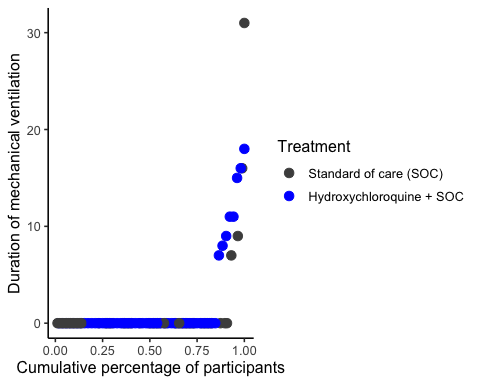 Duration of mechanical ventilation
30
20
10
0
0.00 0.25 0.50 0.75 1.00
Cumulative percentage of participants
Treatment
Standard of care (SOC)
Hydroxychloroquine + SOC